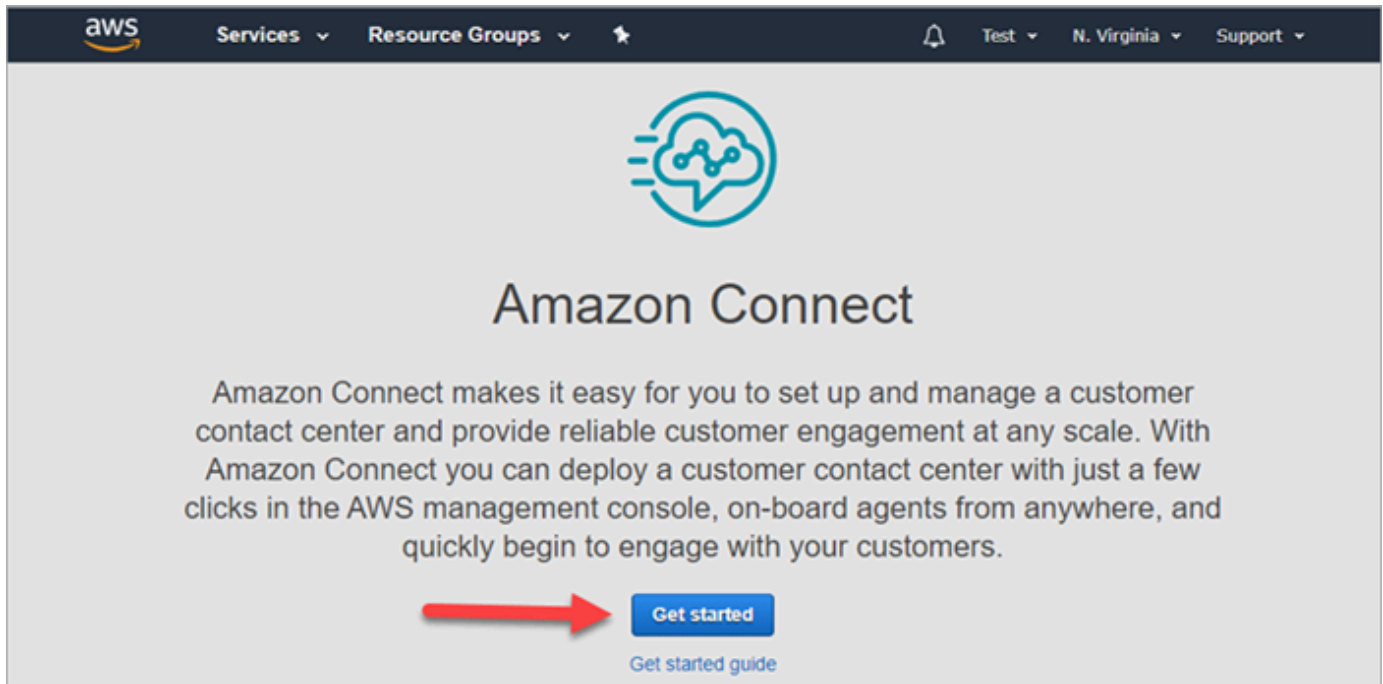 aws Services Resource Groups Test N. Virginia Support
Amazon Connect
Amazon Connect makes it easy for you to set up and manage a customer
contact center and provide reliable customer engagement at any scale. With
Amazon Connect you can deploy a customer contact center with just a few
clicks in the AWS management console, on-board agents from anywhere, and
quickly begin to engage with your customers.
Get started
Get started guide